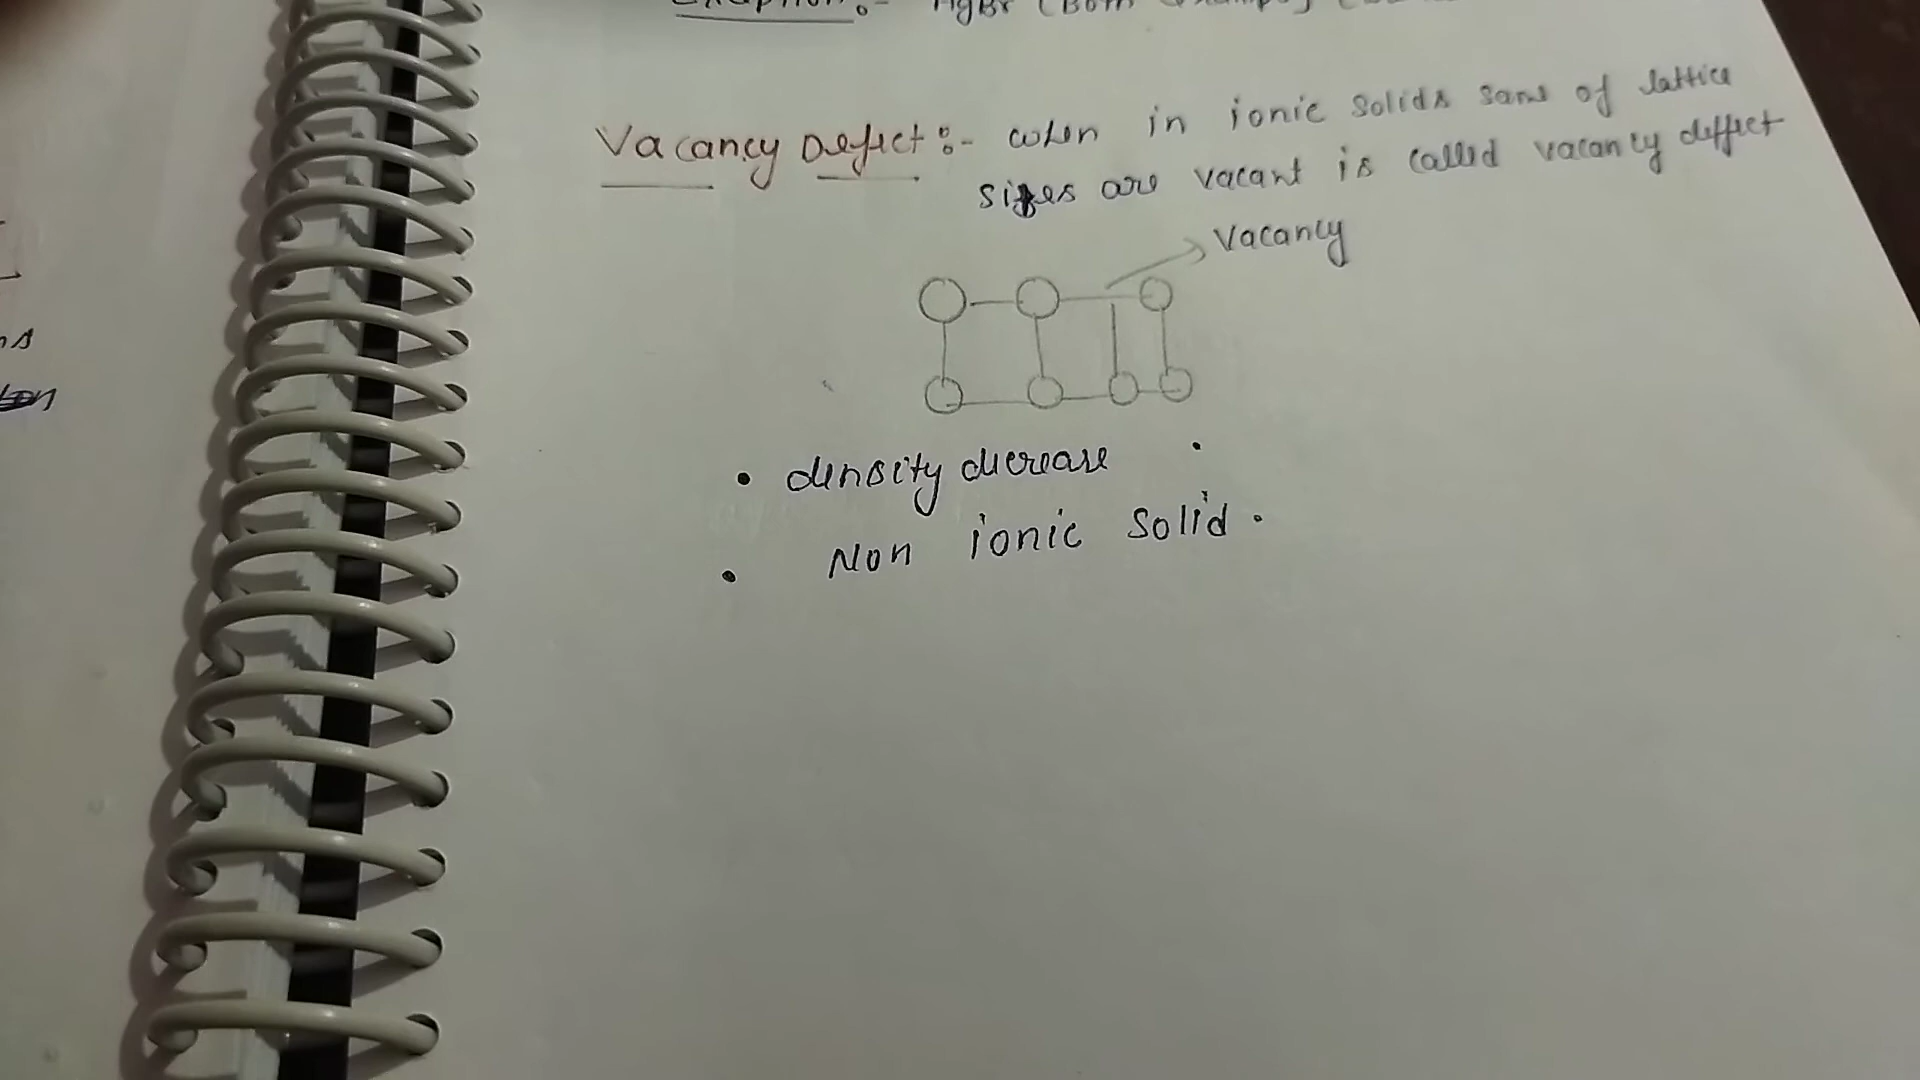 Vacancy Defect :- when in ionic solids some of lattice
sites are vacant is called vacancy deffect
Vacancy
• density dicrease
• Non ionic solid.